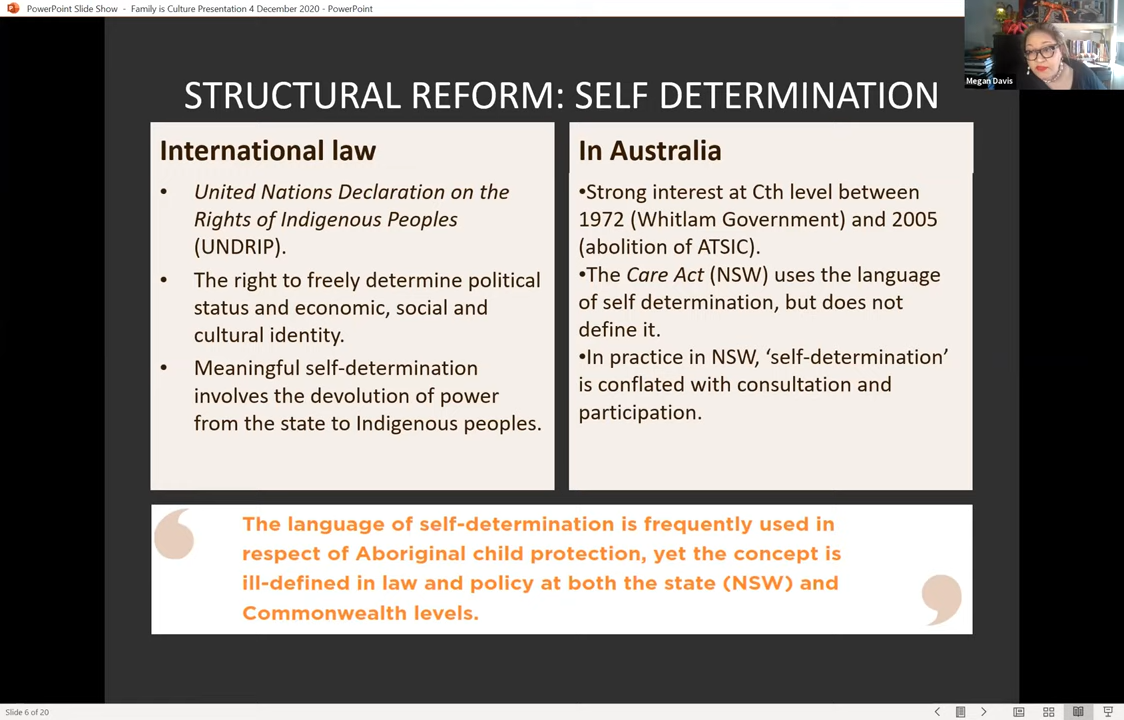 PowerPoint Slide Show - Family is Culture Presentation 4 December 2020 - PowerPoint
Megan Davis
STRUCTURAL REFORM: SELF DETERMINATION
International law
• United Nations Declaration on the
Rights of Indigenous Peoples
(UNDRIP).
• The right to freely determine political
status and economic, social and
cultural identity.
• Meaningful self-determination
involves the devolution of power
from the state to Indigenous peoples.
In Australia
•Strong interest at Cth level between
1972 (Whitlam Government) and 2005
(abolition of ATSIC).
•The Care Act (NSW) uses the language
of self determination, but does not
define it.
•In practice in NSW, ‘self-determination’
is conflated with consultation and
participation.
The language of self-determination is frequently used in
respect of Aboriginal child protection, yet the concept is
ill-defined in law and policy at both the state (NSW) and
Commonwealth levels.
Slide 6 of 20